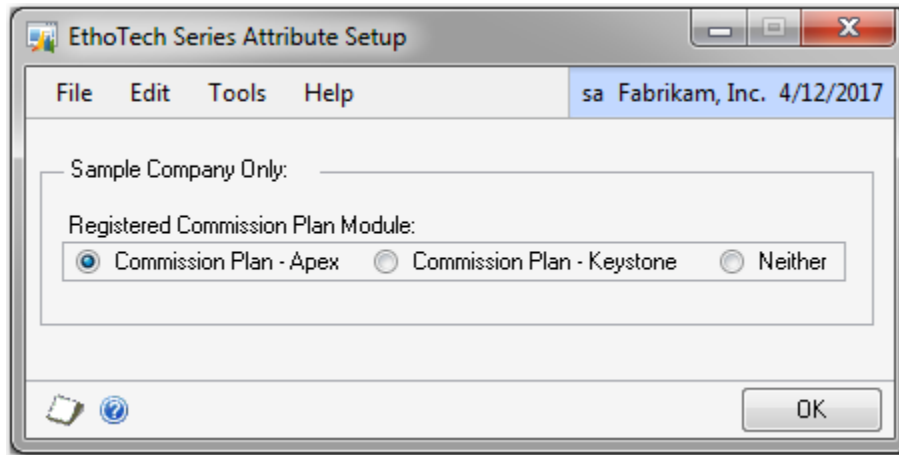 EthoTech Series Attribute Setup
File Edit Tools Help sa Fabrikam, Inc. 4/12/2017
Sample Company Only:
Registered Commission Plan Module:
Commission Plan - Apex Commission Plan - Keystone Neither
OK